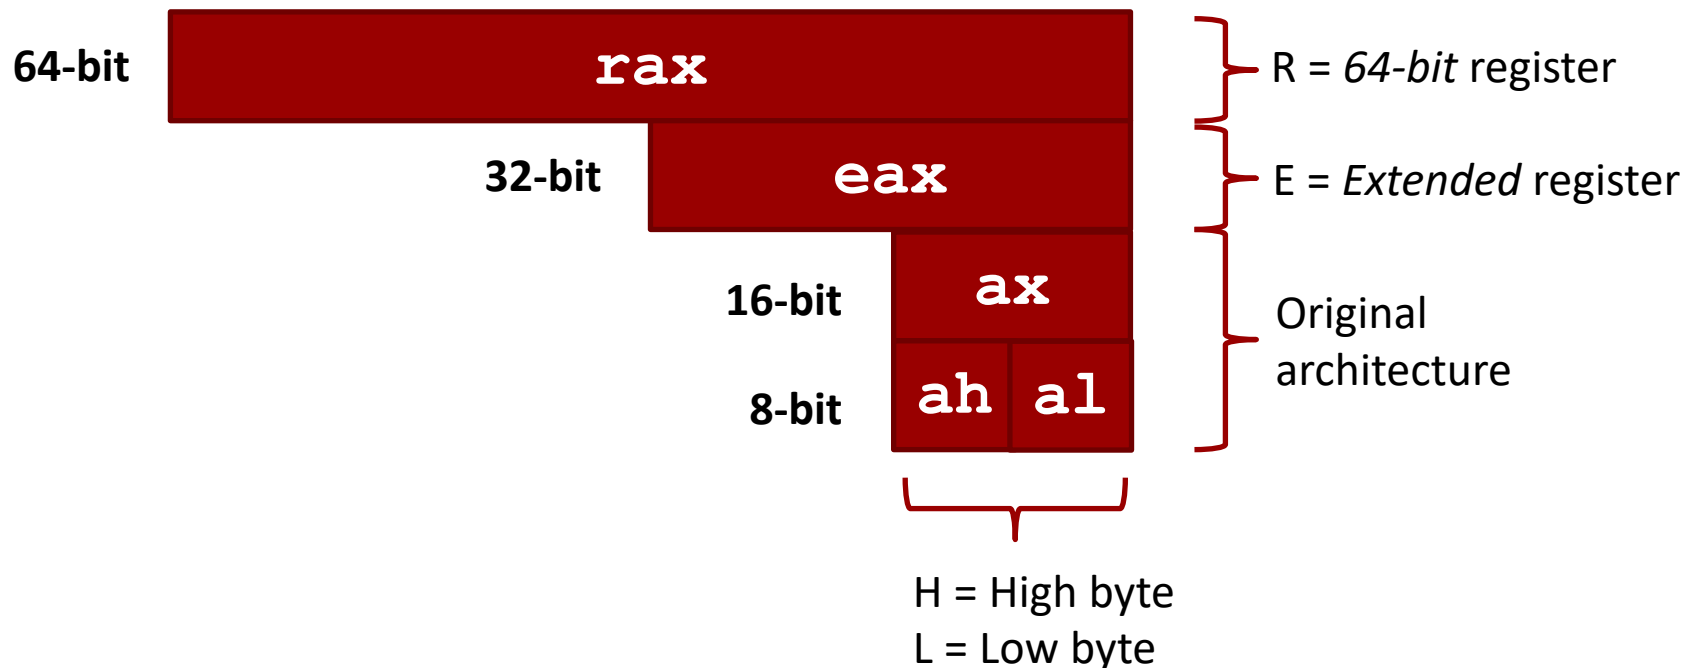 64-bit
rax
R = 64-bit register
32-bit
eax
E = Extended register
16-bit
ax
Original
architecture
8-bit
ah al
H = High byte
L = Low byte